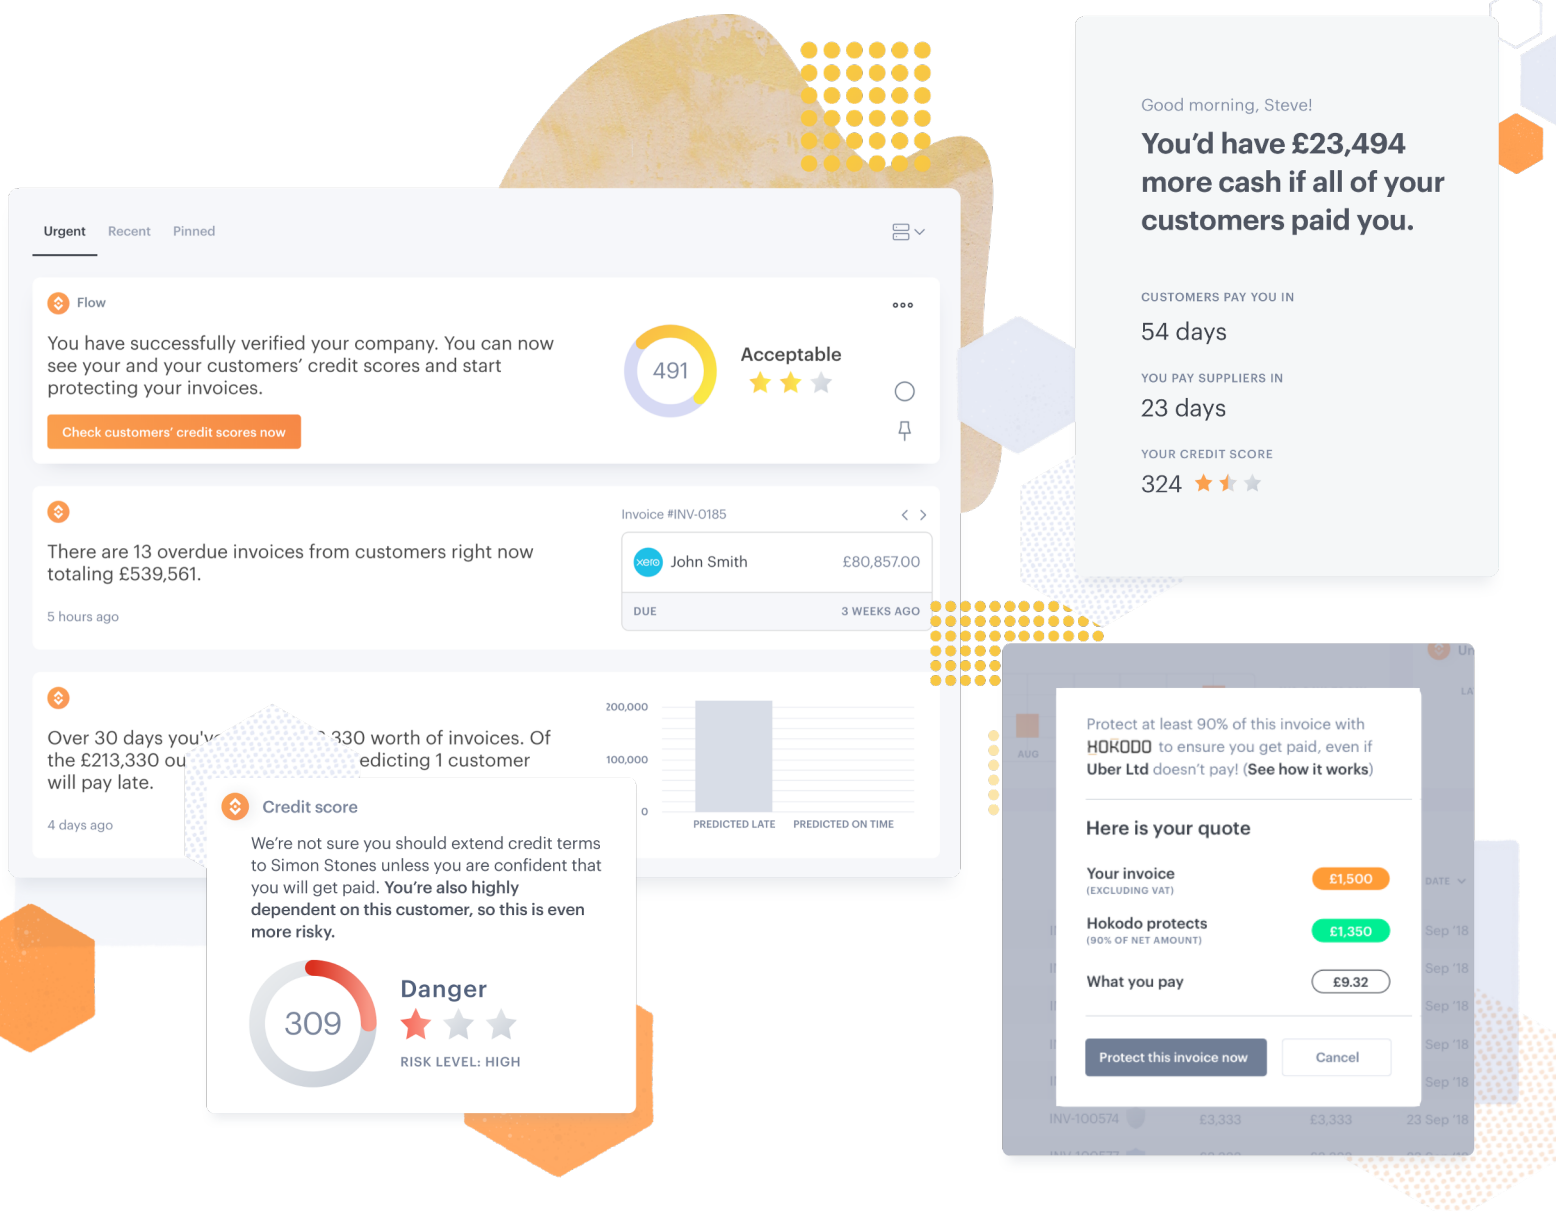 Urgent
Recent
Pinned
Flow
You have successfully verified your company. You can now
see your and your customers’ credit scores and start
protecting your invoices.
Check customers’ credit scores now
491
Acceptable
There are 13 overdue invoices from customers right now
totaling £539,561.
5 hours ago
Invoice #INV-0185
xero
John Smith
£80,857.00
DUE
3 WEEKS AGO
Over 30 days
330 worth of invoices. Of
the £213,330
1 customer
will pay late.
4 days ago
200,000
100,000
0
PREDICTED LATE
PREDICTED ON TIME
Credit score
We’re not sure you should extend credit terms
to Simon Stones unless you are confident that
you will get paid. You’re also highly
dependent on this customer, so this is even
more risky.
309
Danger
RISK LEVEL: HIGH
Good morning, Steve!
You’d have £23,494
more cash if all of your
customers paid you.
CUSTOMERS PAY YOU IN
54 days
YOU PAY SUPPLIERS IN
23 days
YOUR CREDIT SCORE
324
AUG
Protect at least 90% of this invoice with
HOKODO to ensure you get paid, even if
Uber Ltd doesn’t pay! (See how it works)
Here is your quote
Your invoice
(EXCLUDING VAT)
£1,500
Hokodo protects
(90% OF NET AMOUNT)
£1,350
What you pay
£9.32
Protect this invoice now
Cancel
DATE
Sep '18
Sep '18
Sep '18
Sep '18
Sep '18
INV-100574
£3,333
£3,333
23 Sep '18